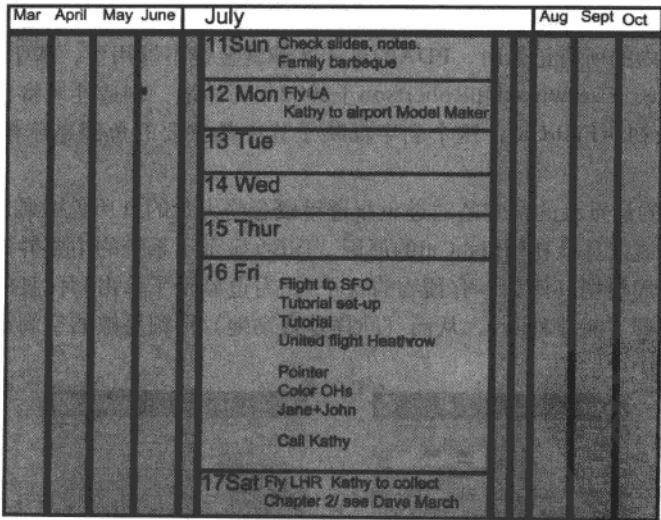 Mar April May June July Aug Sept Oct
11Sun Check slides, notes.
Family barbeque
12 Mon Fly LA
Kathy to airport Model Maker
13 Tue
14 Wed
15 Thur
16 Fri
Flight to SFO
Tutorial set-up
Tutorial
United flight Heathrow
Pointer
Color OHs
Jane+John
Call Kathy
17Sat Fly LHR Kathy to collect
Chapter 2/ see Dave March